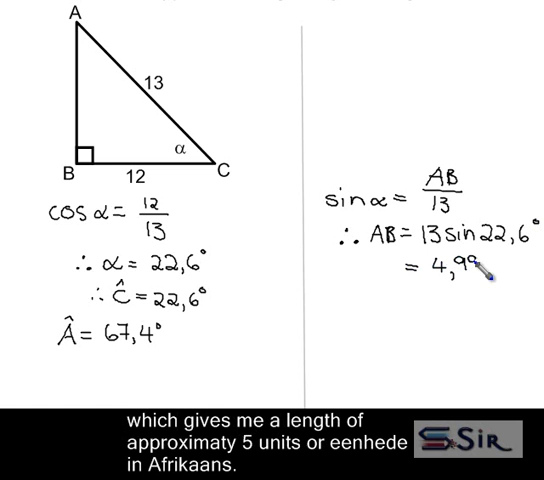 A
13
α
B
12
C
cos α = 12/13
∴ α = 22,6°
∴ Ĉ = 22,6°
Â = 67,4°
sin α = AB/13
∴ AB = 13 sin 22,6°
= 4,99
which gives me a length of
approximaty 5 units or eenhede
in Afrikaans.
SSIR